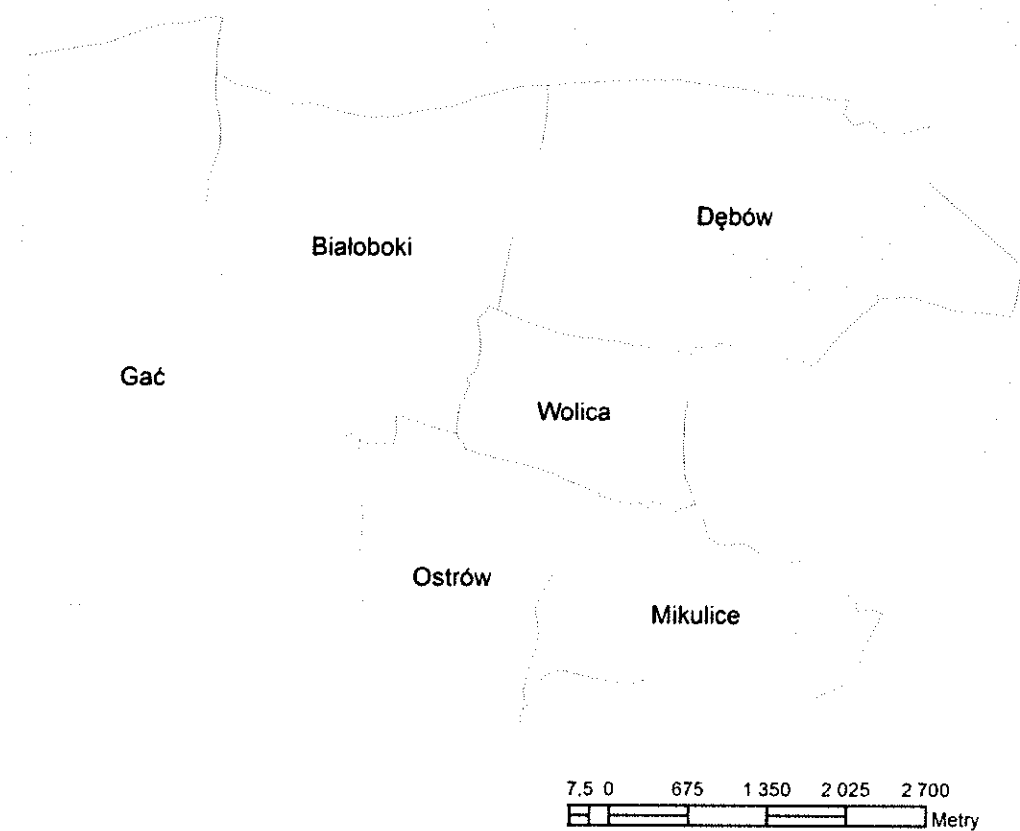 Dębów
Białoboki
Gać
Wolica
Ostrów
Mikulice
7,5 0 675 1 350 2 025 2 700
Metry